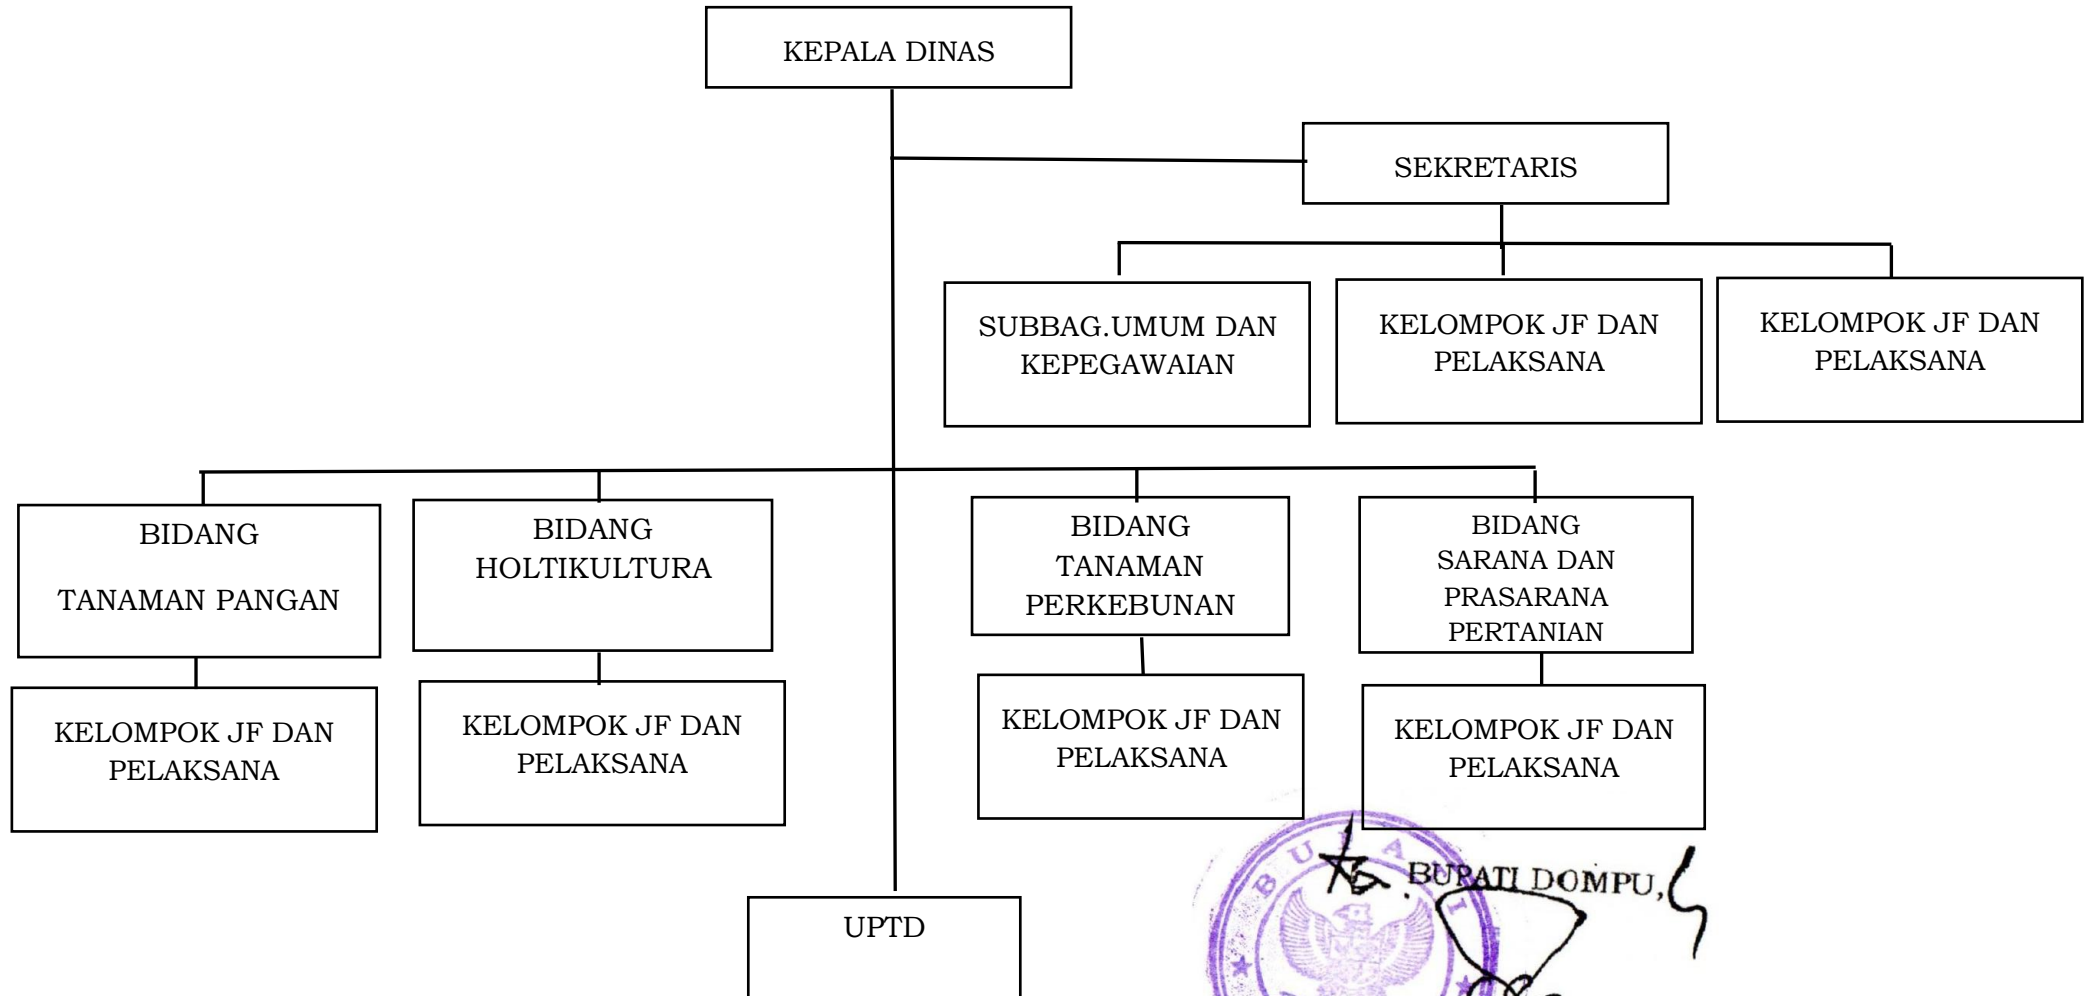 KEPALA DINAS
SEKRETARIS
SUBBAG.UMUM DAN
KEPEGAWAIAN
KELOMPOK JF DAN
PELAKSANA
KELOMPOK JF DAN
PELAKSANA
BIDANG
TANAMAN PANGAN
BIDANG
HOLTIKULTURA
BIDANG
TANAMAN
PERKEBUNAN
BIDANG
SARANA DAN
PRASARANA
PERTANIAN
KELOMPOK JF DAN
PELAKSANA
KELOMPOK JF DAN
PELAKSANA
KELOMPOK JF DAN
PELAKSANA
KELOMPOK JF DAN
PELAKSANA
UPTD
BUPATI
BUPATI DOMPU,